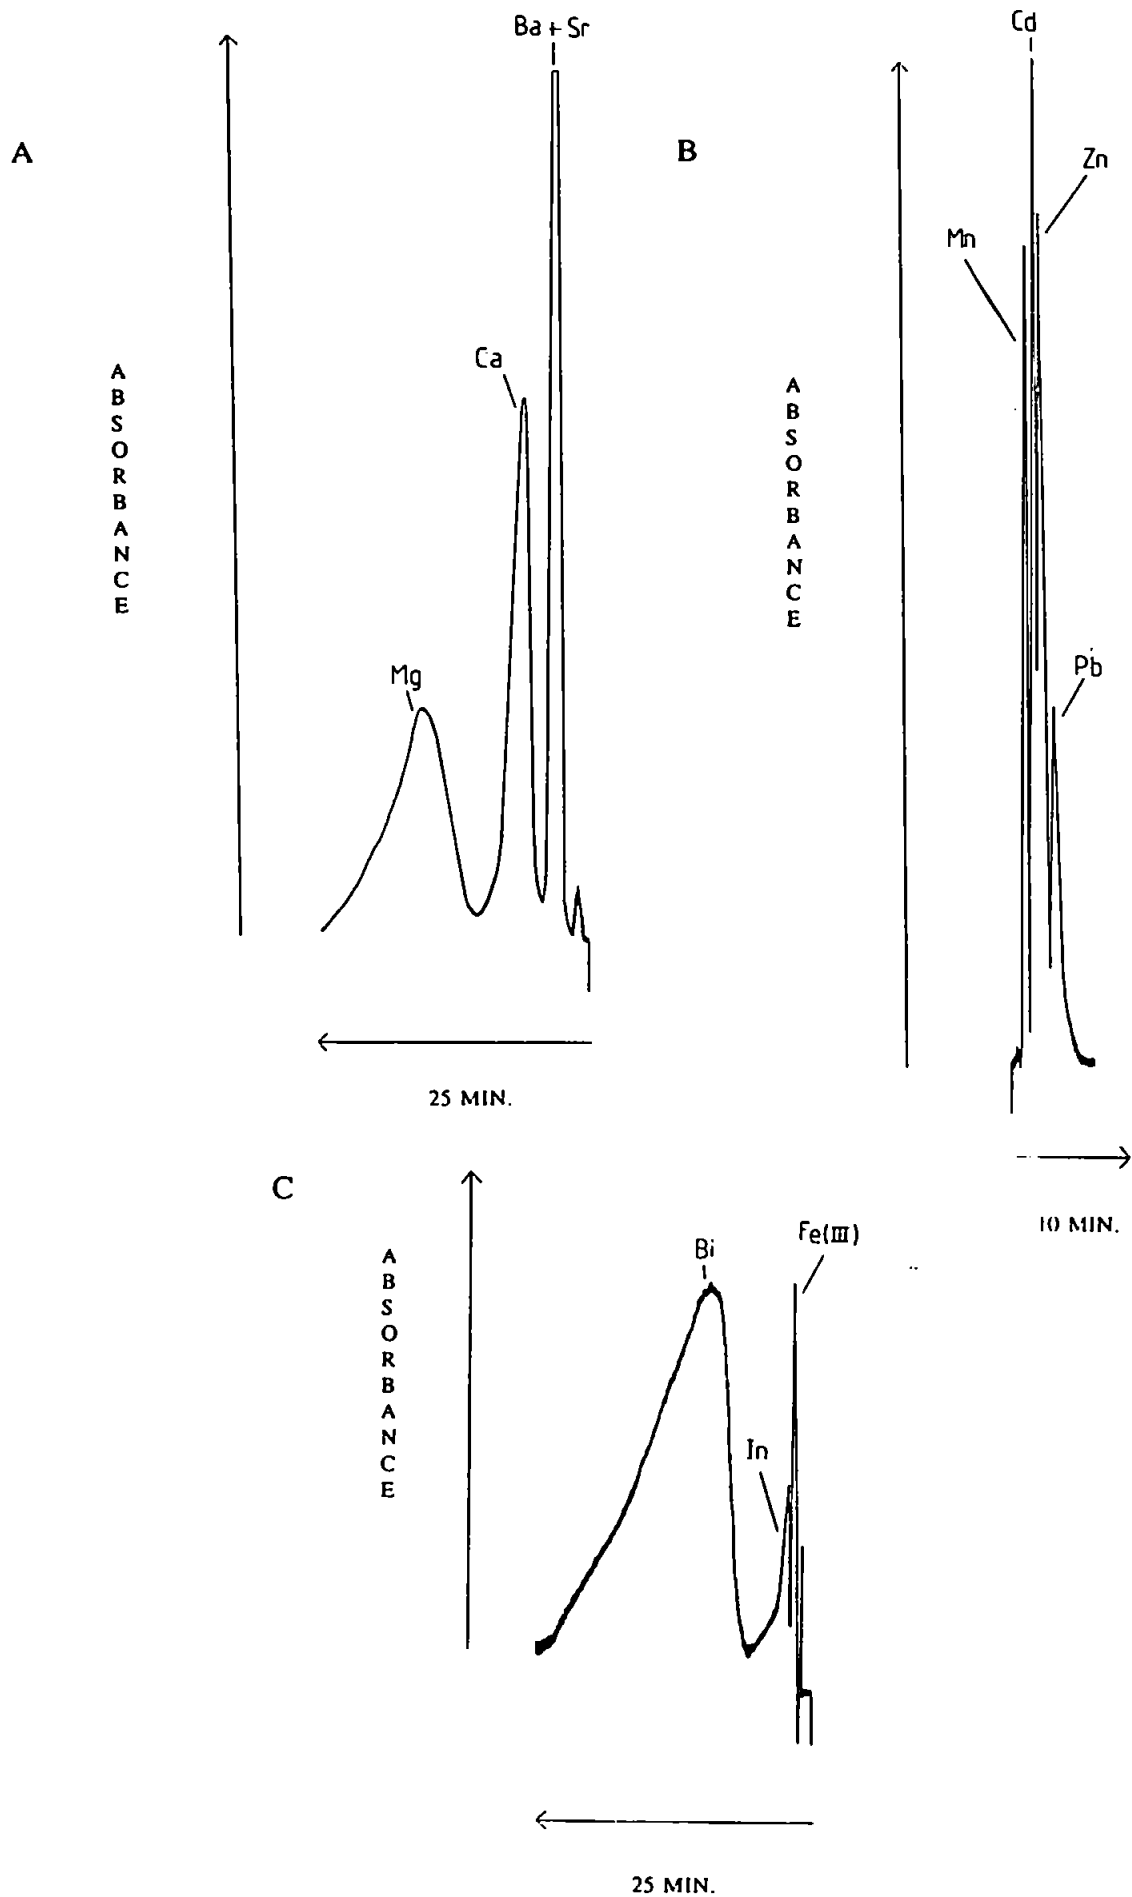 A
Ba + Sr
Ca
Mg
ABSORBANCE
25 MIN.
B
Cd
Zn
Mn
Pb
ABSORBANCE
10 MIN.
C
Bi
Fe(III)
In
ABSORBANCE
25 MIN.